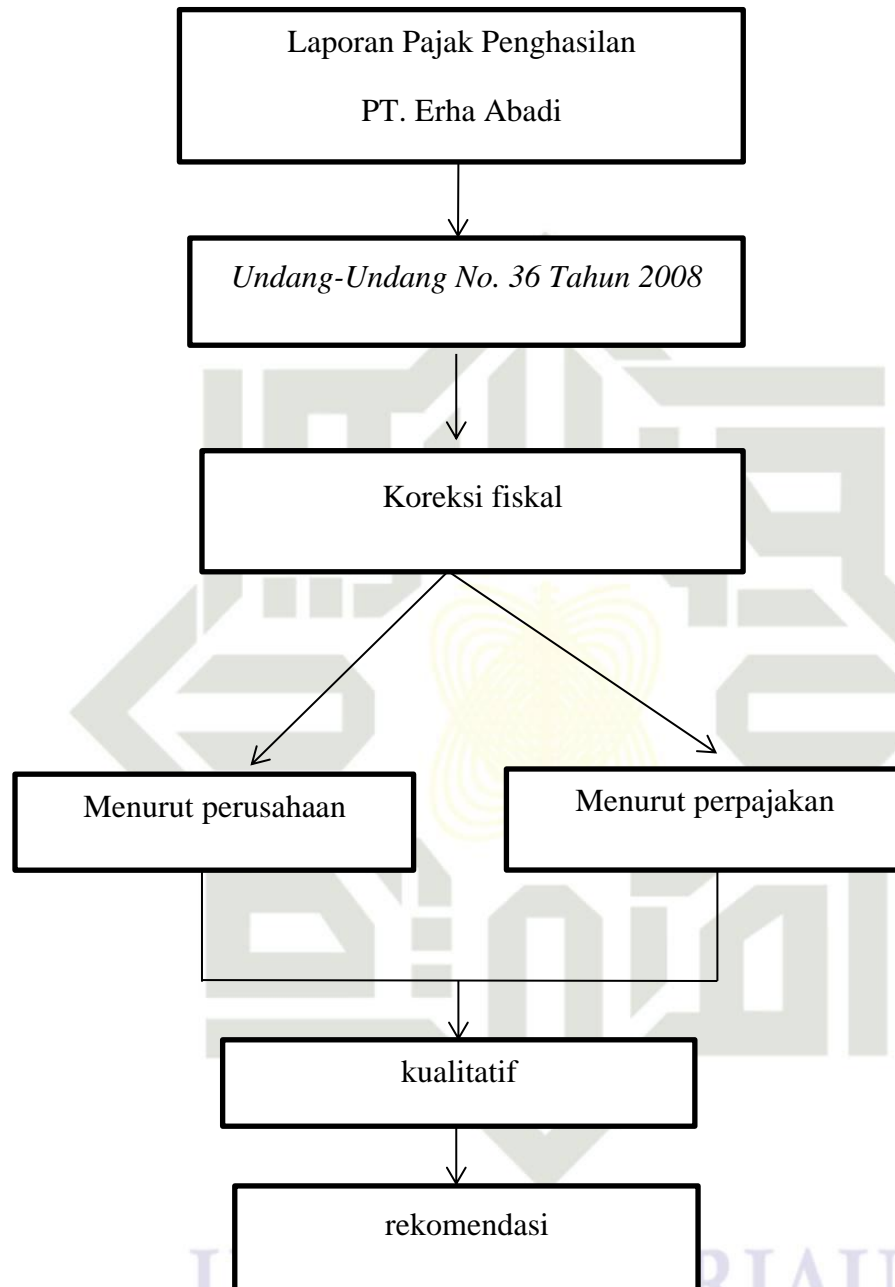 Laporan Pajak Penghasilan
PT. Erha Abadi
Undang-Undang No. 36 Tahun 2008
Koreksi fiskal
Menurut perusahaan
Menurut perpajakan
kualitatif
rekomendasi